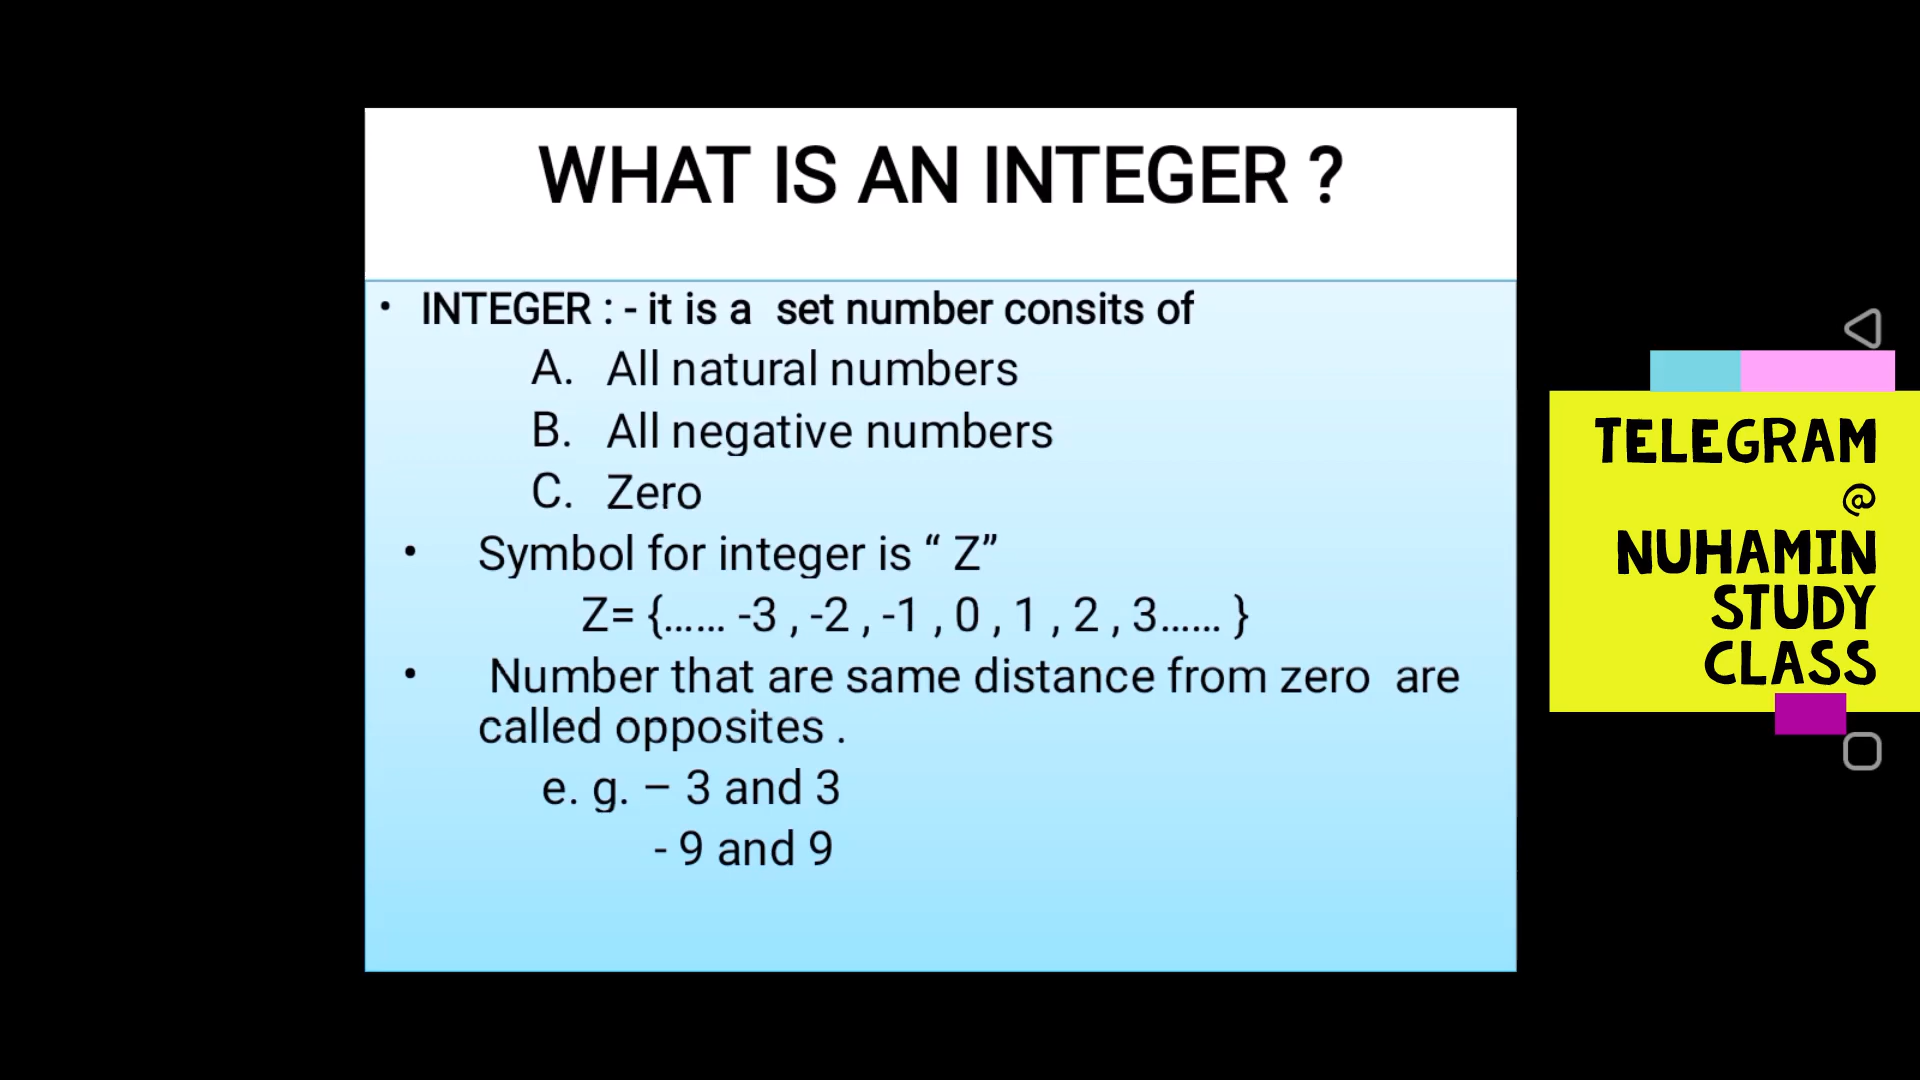 WHAT IS AN INTEGER ?
• INTEGER : - it is a set number consits of
A. All natural numbers
B. All negative numbers
C. Zero
• Symbol for integer is “ Z”
Z= {...... -3 , -2 , -1 , 0 , 1 , 2 , 3...... }
• Number that are same distance from zero are
called opposites .
e. g. – 3 and 3
- 9 and 9
TELEGRAM
@
NUHAMIN
STUDY
CLASS